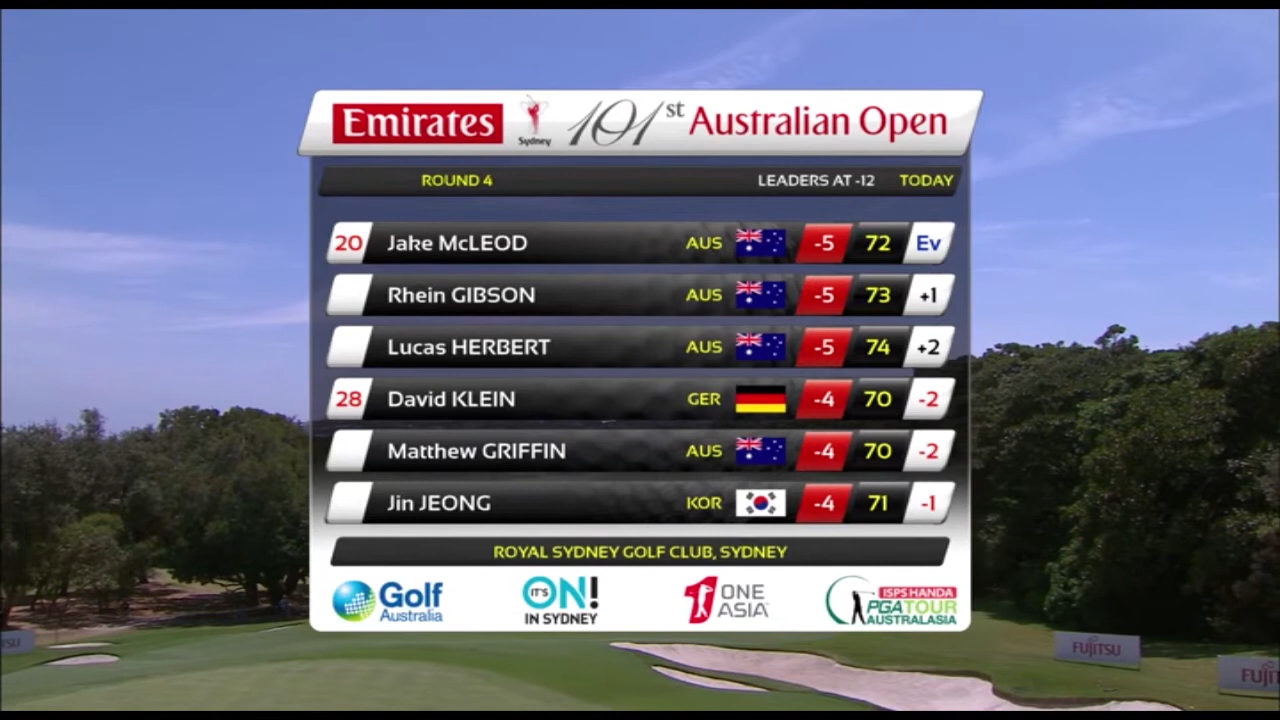 Emirates Sydney 101st Australian Open
ROUND 4 LEADERS AT -12 TODAY
20 Jake McLEOD AUS -5 72 Ev
Rhein GIBSON AUS -5 73 +1
Lucas HERBERT AUS -5 74 +2
28 David KLEIN GER -4 70 -2
Matthew GRIFFIN AUS -4 70 -2
Jin JEONG KOR -4 71 -1
ROYAL SYDNEY GOLF CLUB, SYDNEY
Golf Australia
IT'S ON! IN SYDNEY
1 ONE ASIA
ISPS HANDA PGA TOUR AUSTRALASIA
FUJITSU